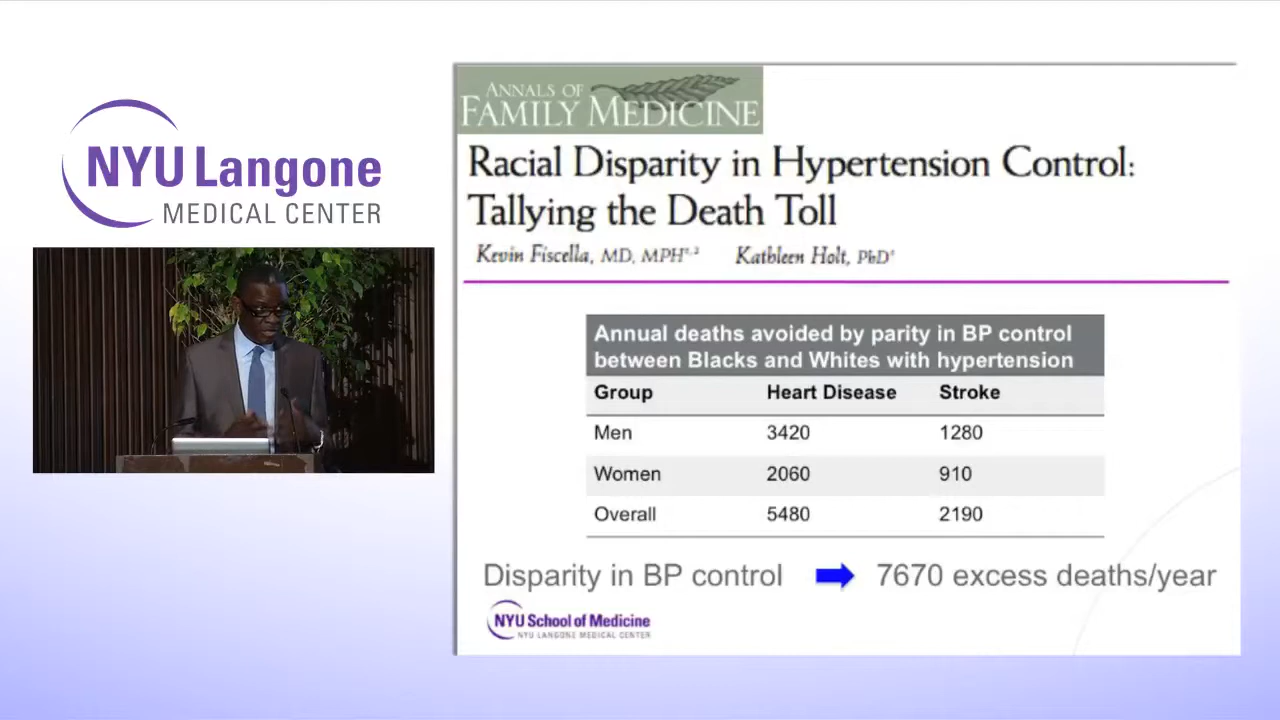 NYU Langone
MEDICAL CENTER
ANNALS OF
FAMILY MEDICINE
Racial Disparity in Hypertension Control:
Tallying the Death Toll
Kevin Fiscella, MD, MPH¹,² Kathleen Holt, PhD¹
Annual deaths avoided by parity in BP control
between Blacks and Whites with hypertension
Group Heart Disease Stroke
Men 3420 1280
Women 2060 910
Overall 5480 2190
Disparity in BP control 7670 excess deaths/year
NYU School of Medicine
NYU LANGONE MEDICAL CENTER